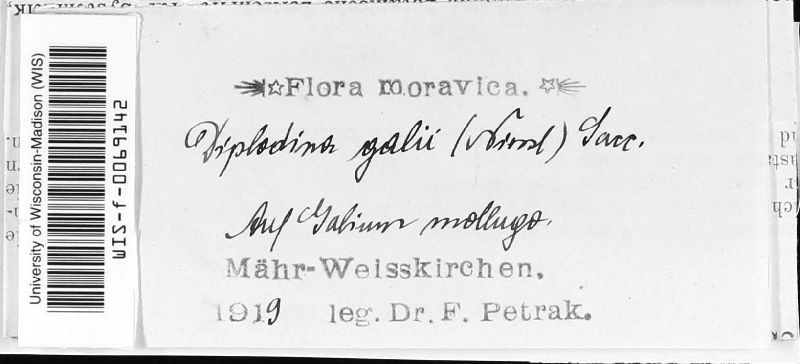 University of Wisconsin-Madison (WIS)
WIS-f-0069142
Flora moravica.
Diplodina galii (Niessl) Sacc.
Auf Galium mollugo.
Mähr-Weisskirchen.
1919 leg. Dr. F. Petrak.